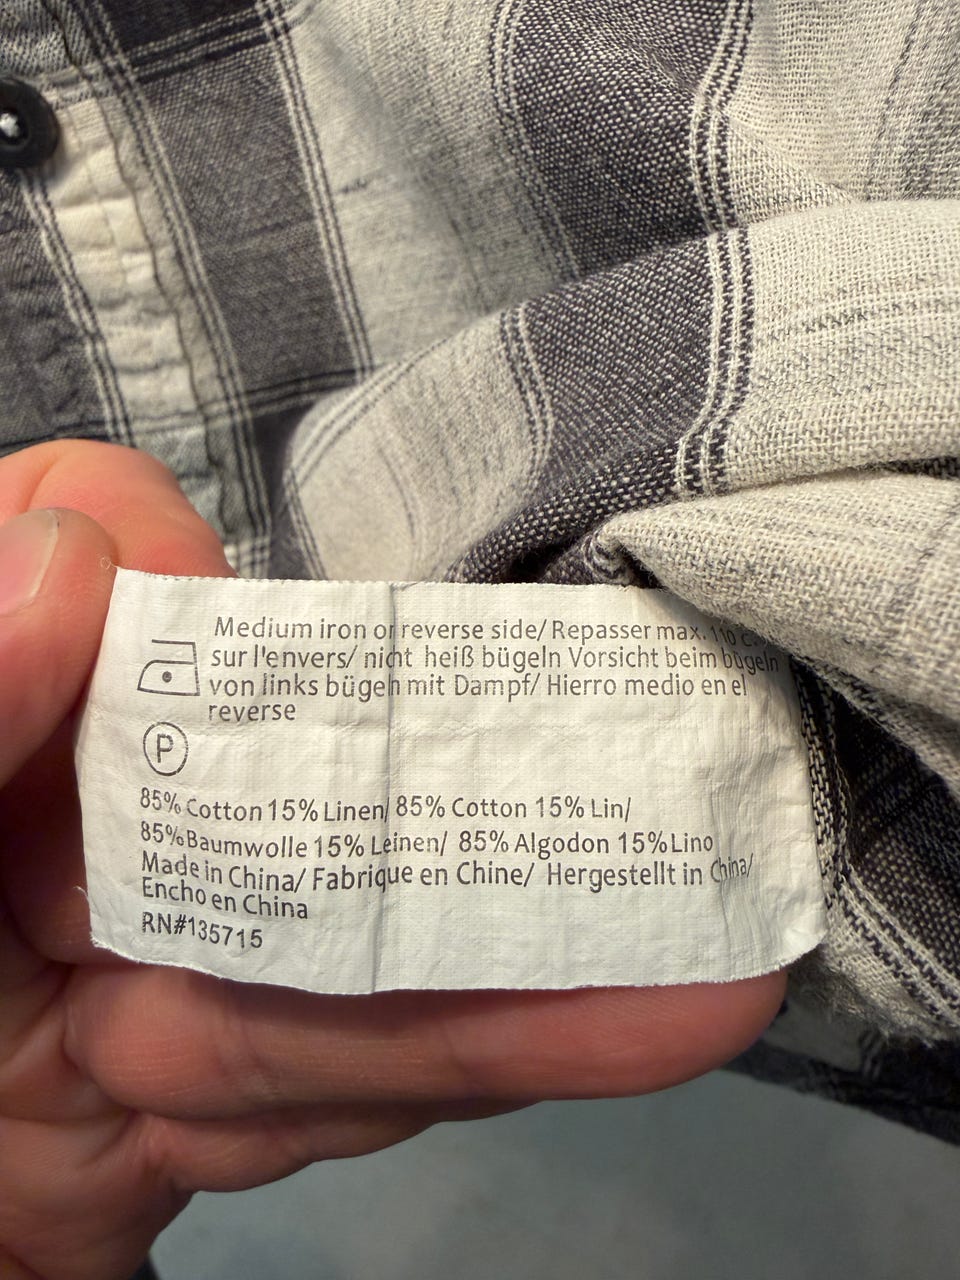 Medium iron or reverse side/ Repasser max. 110 c.
sur l'envers/ nicht heiß bügeln Vorsicht beim bügeln
von links bügeln mit Dampf/ Hierro medio en el
reverse
P
85% Cotton 15% Linen/ 85% Cotton 15% Lin/
85%Baumwolle 15% Leinen/ 85% Algodon 15%Lino
Made in China/ Fabrique en Chine/ Hergestellt in China/
Encho en China
RN#135715